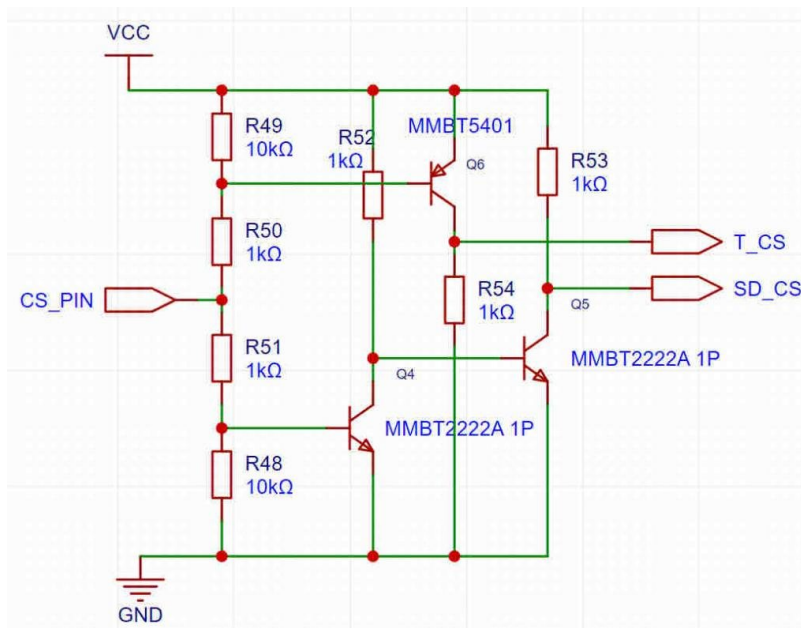 VCC
R49
10kΩ
R52
1kΩ
MMBT5401
Q6
R53
1kΩ
R50
1kΩ
T_CS
CS_PIN
R54
1kΩ
SD_CS
Q5
R51
1kΩ
Q4
MMBT2222A 1P
MMBT2222A 1P
R48
10kΩ
GND